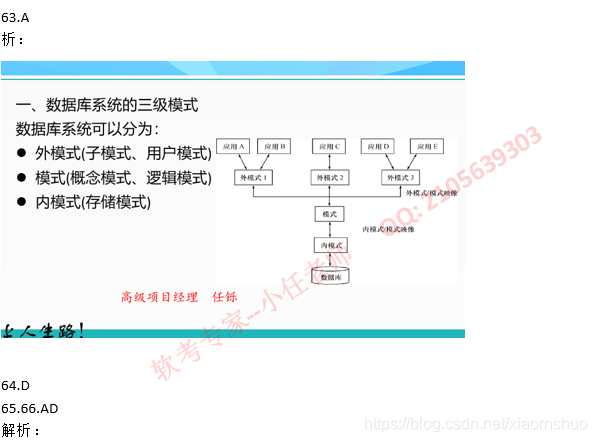 63.A
析：
一、数据库系统的三级模式
数据库系统可以分为：
● 外模式(子模式、用户模式)
● 模式(概念模式、逻辑模式)
● 内模式(存储模式)
应用 A 应用 B 应用 C 应用 D 应用 E
外模式 1 外模式 2 外模式 3
外模式/模式映像
模式
内模式/模式映像
内模式
数据库
高级项目经理 任铄
软考专家--小任老师 QQ: 2105639303
上人生路！
64.D
65.66.AD
解析：
https://blog.csdn.net/xiaomshuo